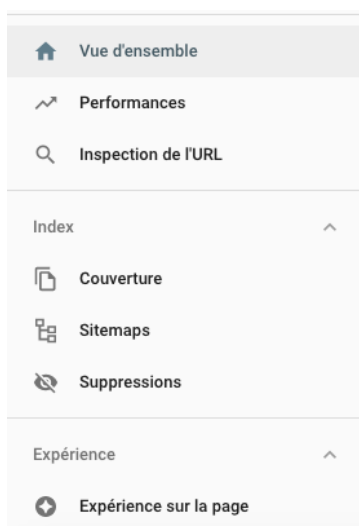 Vue d'ensemble
Performances
Inspection de l'URL
Index
Couverture
Sitemaps
Suppressions
Expérience
Expérience sur la page